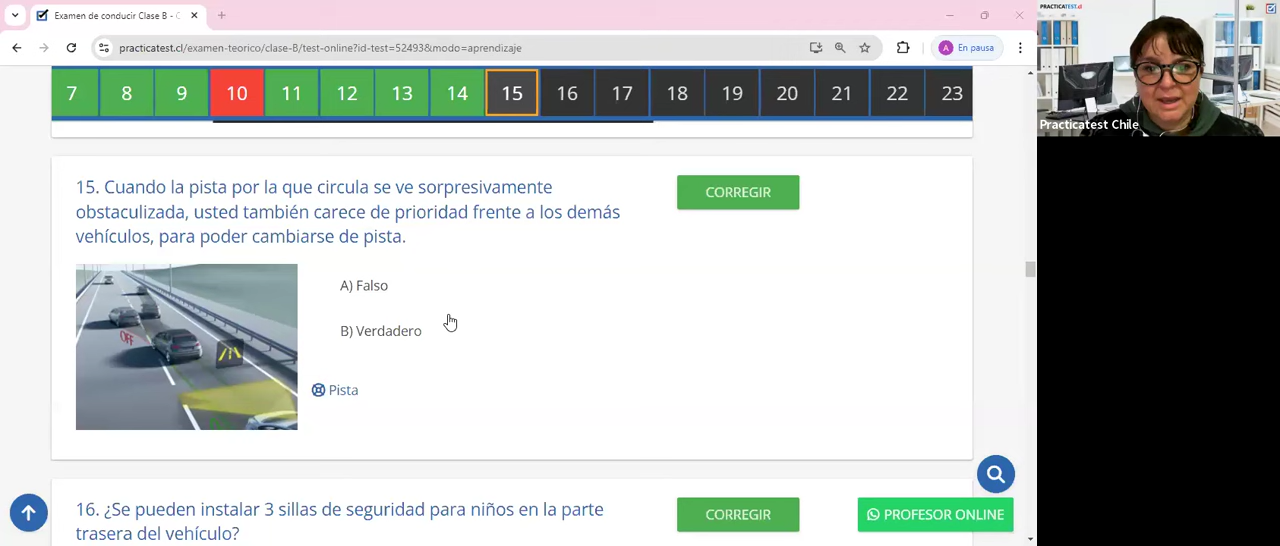 Examen de conducir Clase B - C
practicatest.cl/examen-teorico/clase-B/test-online?id-test=52493&modo=aprendizaje
A
En pausa
PRACTICATEST.cl
Practicatest Chile
7 8 9 10 11 12 13 14 15 16 17 18 19 20 21 22 23
15. Cuando la pista por la que circula se ve sorpresivamente
obstaculizada, usted también carece de prioridad frente a los demás
vehículos, para poder cambiarse de pista.
CORREGIR
OFF
A) Falso
B) Verdadero
Pista
16. ¿Se pueden instalar 3 sillas de seguridad para niños en la parte
trasera del vehículo?
CORREGIR
PROFESOR ONLINE